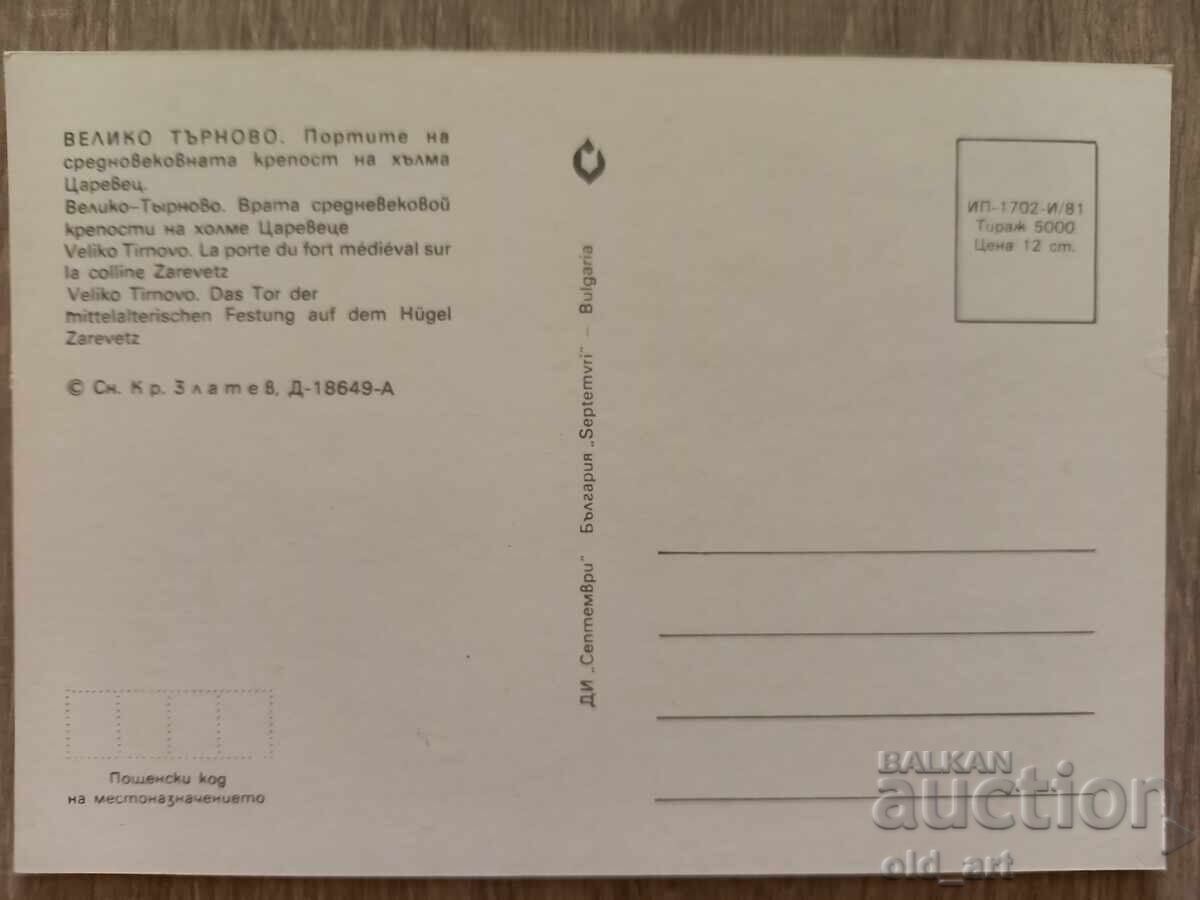 ВЕЛИКО ТЪРНОВО. Портите на
средновековната крепост на хълма
Царевец.
Велико-Тырново. Врата средневековой
крепости на холме Царевеце
Veliko Tirnovo. La porte du fort médiéval sur
la colline Zarevetz
Veliko Tirnovo. Das Tor der
mittelalterischen Festung auf dem Hügel
Zarevetz
© Сн. Кр. Златев, Д-18649-А
Пощенски код
на местоназначението
ДИ „Септември" България „Septemvri" – Bulgaria
ИП-1702-И/81
Тираж 5000
Цена 12 ст.
BALKAN
auction
old_art